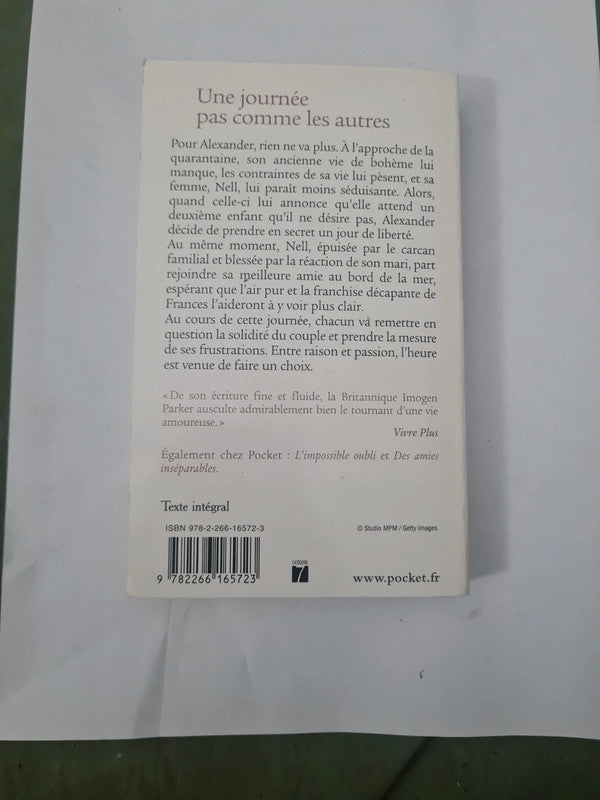 Une journée
pas comme les autres
Pour Alexander, rien ne va plus. À l'approche de la
quarantaine, son ancienne vie de bohème lui
manque, les contraintes de sa vie lui pèsent, et sa
femme, Nell, lui paraît moins séduisante. Alors,
quand celle-ci lui annonce qu'elle attend un
deuxième enfant qu'il ne désire pas, Alexander
décide de prendre en secret un jour de liberté.
Au même moment, Nell, épuisée par le carcan
familial et blessée par la réaction de son mari, part
rejoindre sa meilleure amie au bord de la mer,
espérant que l'air pur et la franchise décapante de
Frances l'aideront à y voir plus clair.
Au cours de cette journée, chacun va remettre en
question la solidité du couple et prendre la mesure
de ses frustrations. Entre raison et passion, l'heure
est venue de faire un choix.
« De son écriture fine et fluide, la Britannique Imogen
Parker ausculte admirablement bien le tournant d'une vie
amoureuse. »
Vivre Plus
Également chez Pocket : L'impossible oubli et Des amies
inséparables.
Texte intégral
ISBN 978-2-266-16572-3
© Studio MPM / Getty Images.
9 782266 165723
CATÉGORIE
7
www.pocket.fr